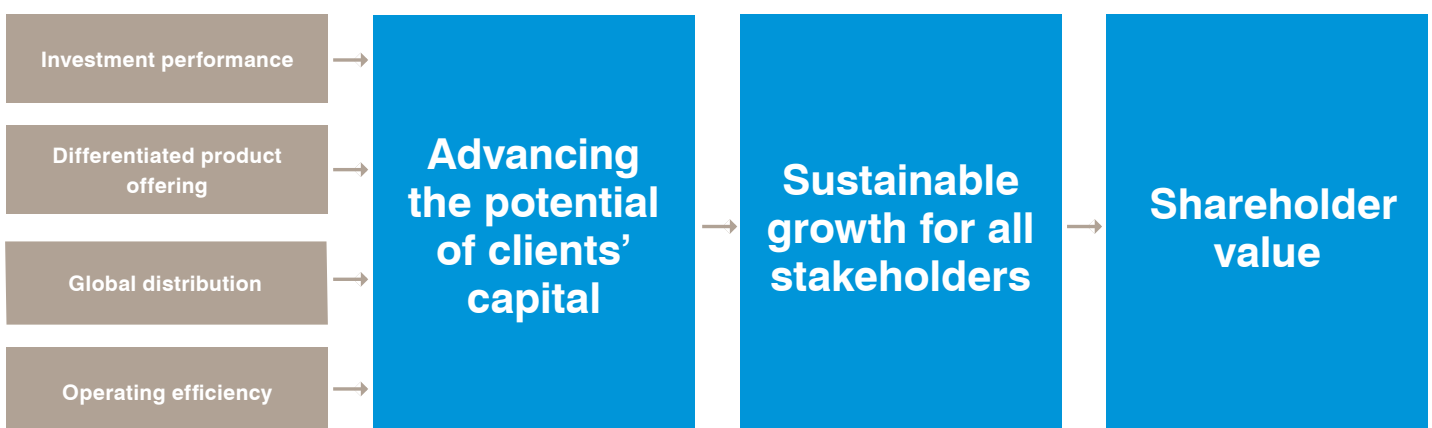 Investment performance
Differentiated product
offering
Global distribution
Operating efficiency
Advancing
the potential
of clients’
capital
Sustainable
growth for all
stakeholders
Shareholder
value